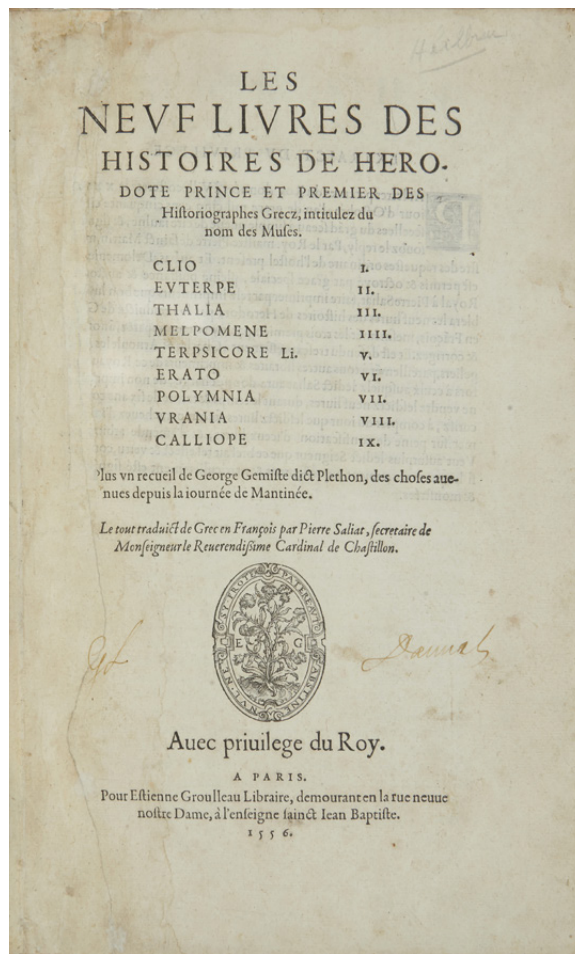 LES
NEVF LIVRES DES
HISTOIRES DE HERO-
DOTE PRINCE ET PREMIER DES
Hiſtoriographes Grecz, intitulez du
nom des Muſes.
CLIO I.
EVTERPE II.
THALIA III.
MELPOMENE IIII.
TERPSICORE Li. V.
ERATO VI.
POLYMNIA VII.
VRANIA VIII.
CALLIOPE IX.
Plus vn recueil de George Gemiſte dict Plethon, des choſes aue-
nues depuis la iournée de Mantinée.
Le tout traduict de Grec en François par Pierre Saliat, ſecretaire de
Monſeigneur le Reuerendißime Cardinal de Chaſtillon.
E G
Auec priuilege du Roy.
A PARIS.
Pour Eſtienne Groulleau Libraire, demourant en la rue neuue
noſtre Dame, à l'enſeigne ſainct Iean Baptiſte.
1556.